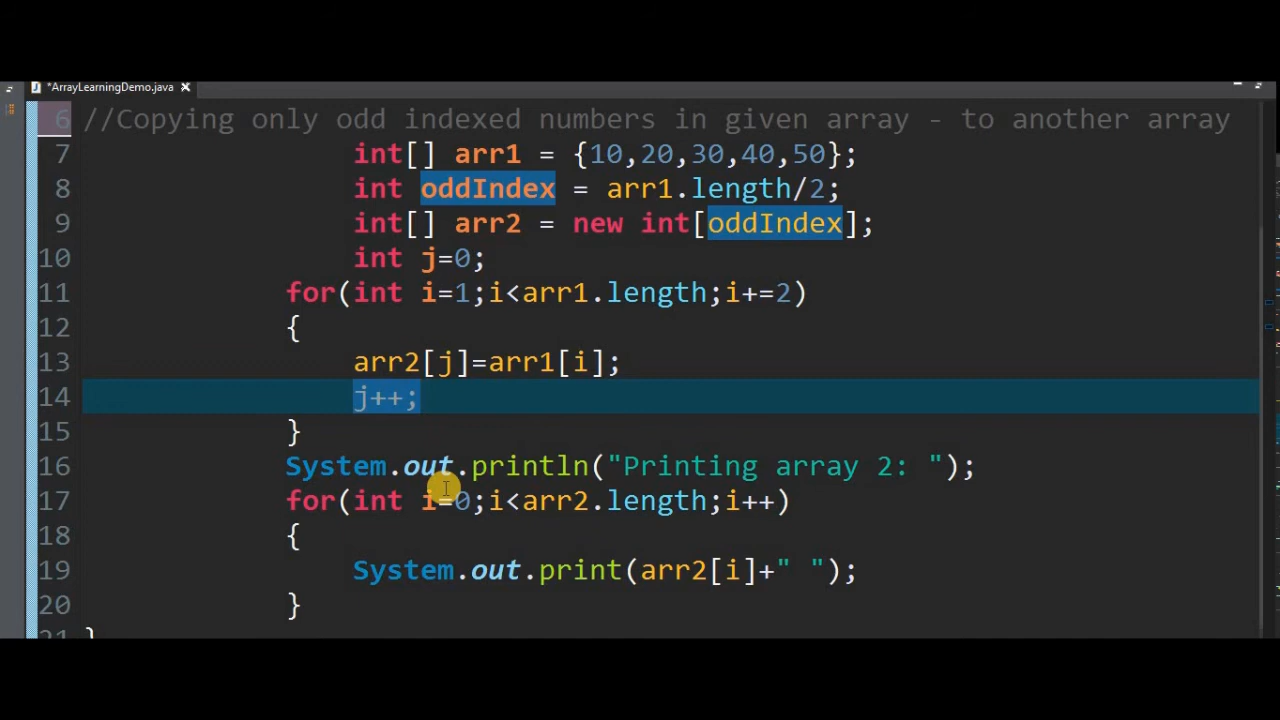 *ArrayLearningDemo.java
6 //Copying only odd indexed numbers in given array - to another array
7 int[] arr1 = {10,20,30,40,50};
8 int oddIndex = arr1.length/2;
9 int[] arr2 = new int[oddIndex];
10 int j=0;
11 for(int i=1;i<arr1.length;i+=2)
12 {
13 arr2[j]=arr1[i];
14 j++;
15 }
16 System.out.println("Printing array 2: ");
17 for(int i=0;i<arr2.length;i++)
18 {
19 System.out.print(arr2[i]+" ");
20 }
21 }